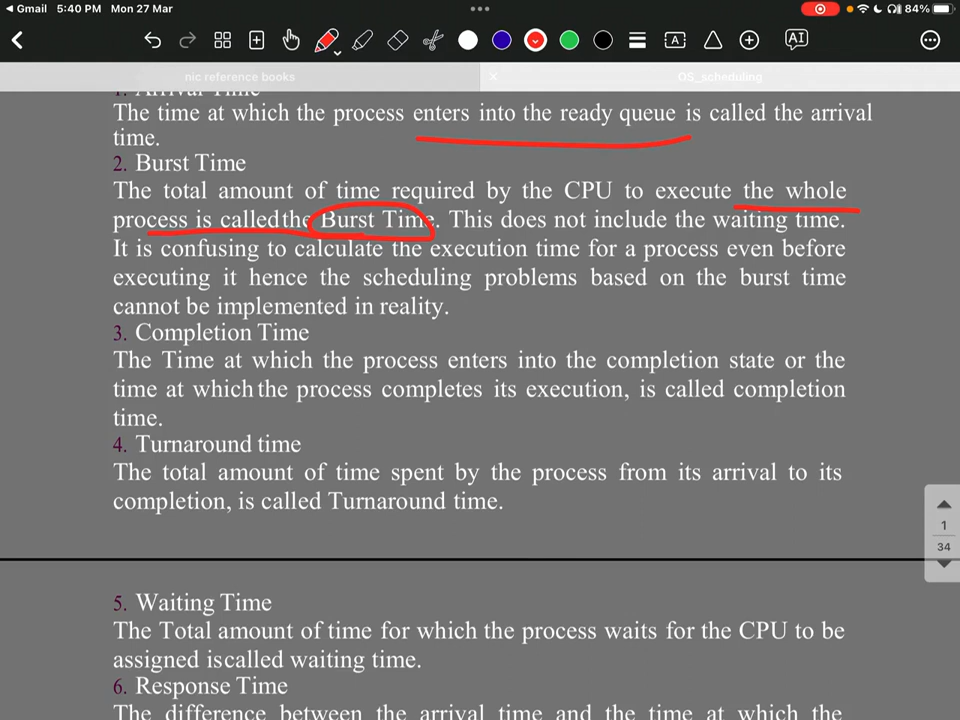 Gmail 5:40 PM Mon 27 Mar 84%
A
AI
nic reference books OS_scheduling
1. Arrival Time
The time at which the process enters into the ready queue is called the arrival
time.
2. Burst Time
The total amount of time required by the CPU to execute the whole
process is calledthe Burst Time. This does not include the waiting time.
It is confusing to calculate the execution time for a process even before
executing it hence the scheduling problems based on the burst time
cannot be implemented in reality.
3. Completion Time
The Time at which the process enters into the completion state or the
time at whichthe process completes its execution, is called completion
time.
4. Turnaround time
The total amount of time spent by the process from its arrival to its
completion, is called Turnaround time.
1
34
5. Waiting Time
The Total amount of time for which the process waits for the CPU to be
assigned iscalled waiting time.
6. Response Time
The difference between the arrival time and the time at which the